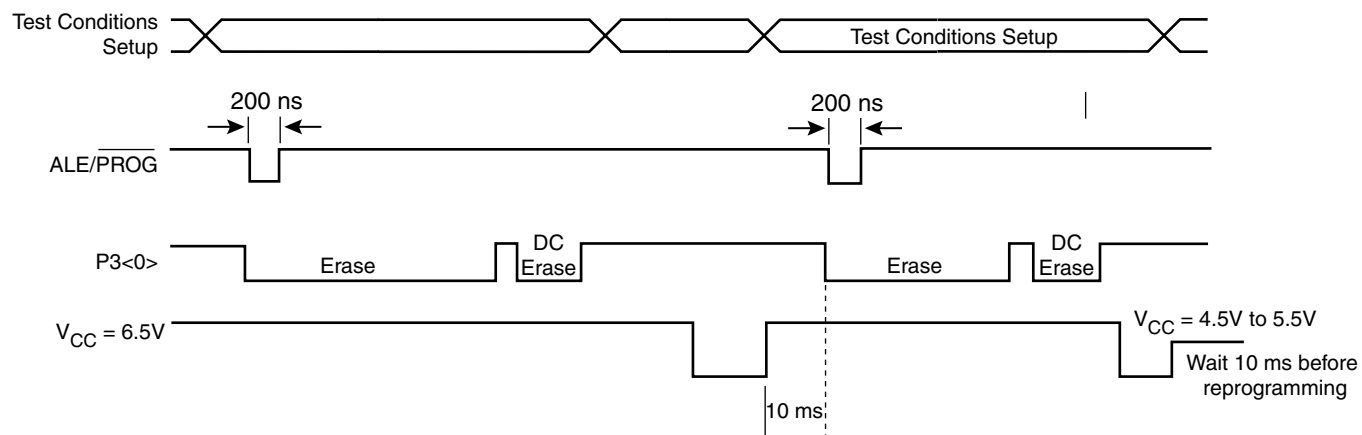 Test Conditions
Setup
Test Conditions Setup
200 ns
200 ns
ALE/PROG
P3<0>
Erase
DC
Erase
Erase
DC
Erase
VCC = 6.5V
VCC = 4.5V to 5.5V
Wait 10 ms before
reprogramming
10 ms